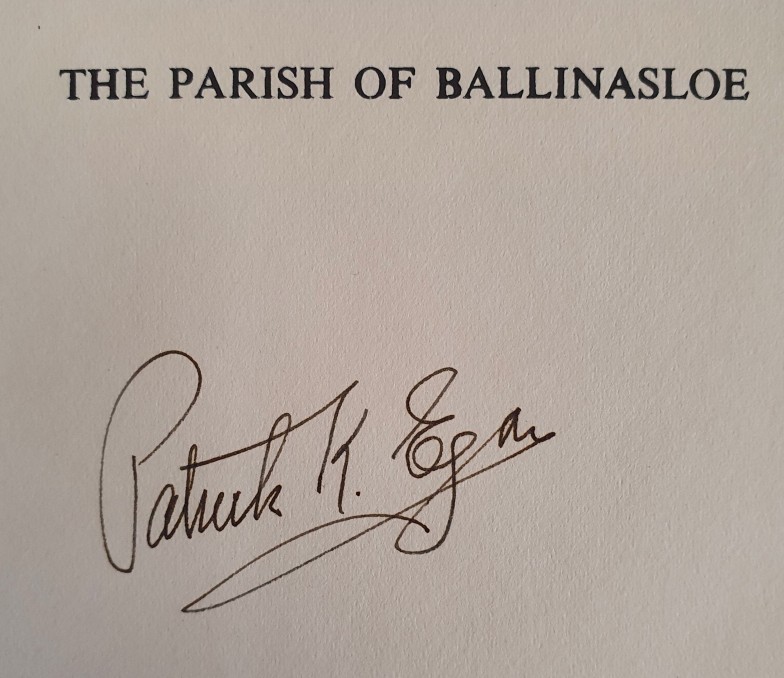 THE PARISH OF BALLINASLOE
Patrick K. Egan